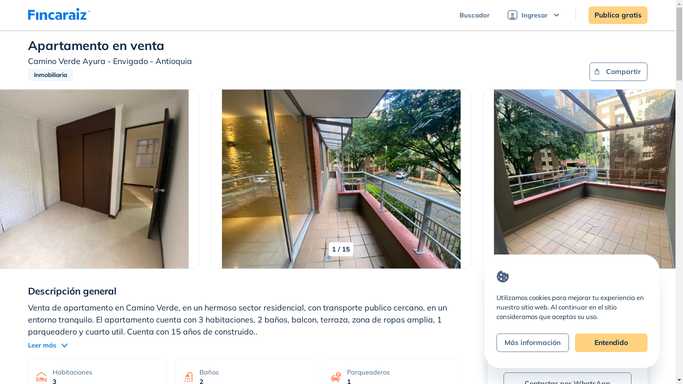 Fincaraiz
Buscador
Ingresar
Publica gratis
Apartamento en venta
Camino Verde Ayura - Envigado - Antioquia
Inmobiliaria
Compartir
1 / 15
Descripción general
Venta de apartamento en Camino Verde, en un hermoso sector residencial, con transporte publico cercano, en un
entorno tranquilo. El apartamento cuenta con 3 habitaciones, 2 baños, balcon, terraza, zona de ropas amplia, 1
parqueadero y cuarto util. Cuenta con 15 años de construido..
Leer más
Habitaciones
3
Baños
2
Parqueaderos
1
Utilizamos cookies para mejorar tu experiencia en
nuestro sitio web. Al continuar en el sitio
consideramos que aceptas su uso.
Más información
Entendido
Contactar por WhatsApp